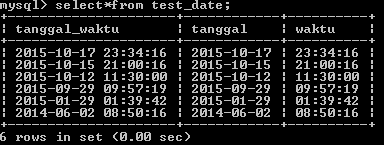 mysql> select*from test_date;
+---------------------+------------+----------+
| tanggal_waktu | tanggal | waktu |
+---------------------+------------+----------+
| 2015-10-17 23:34:16 | 2015-10-17 | 23:34:16 |
| 2015-10-15 21:00:16 | 2015-10-15 | 21:00:16 |
| 2015-10-12 11:30:00 | 2015-10-12 | 11:30:00 |
| 2015-09-29 09:57:19 | 2015-09-29 | 09:57:19 |
| 2015-01-29 01:39:42 | 2015-01-29 | 01:39:42 |
| 2014-06-02 08:50:16 | 2014-06-02 | 08:50:16 |
+---------------------+------------+----------+
6 rows in set (0.00 sec)